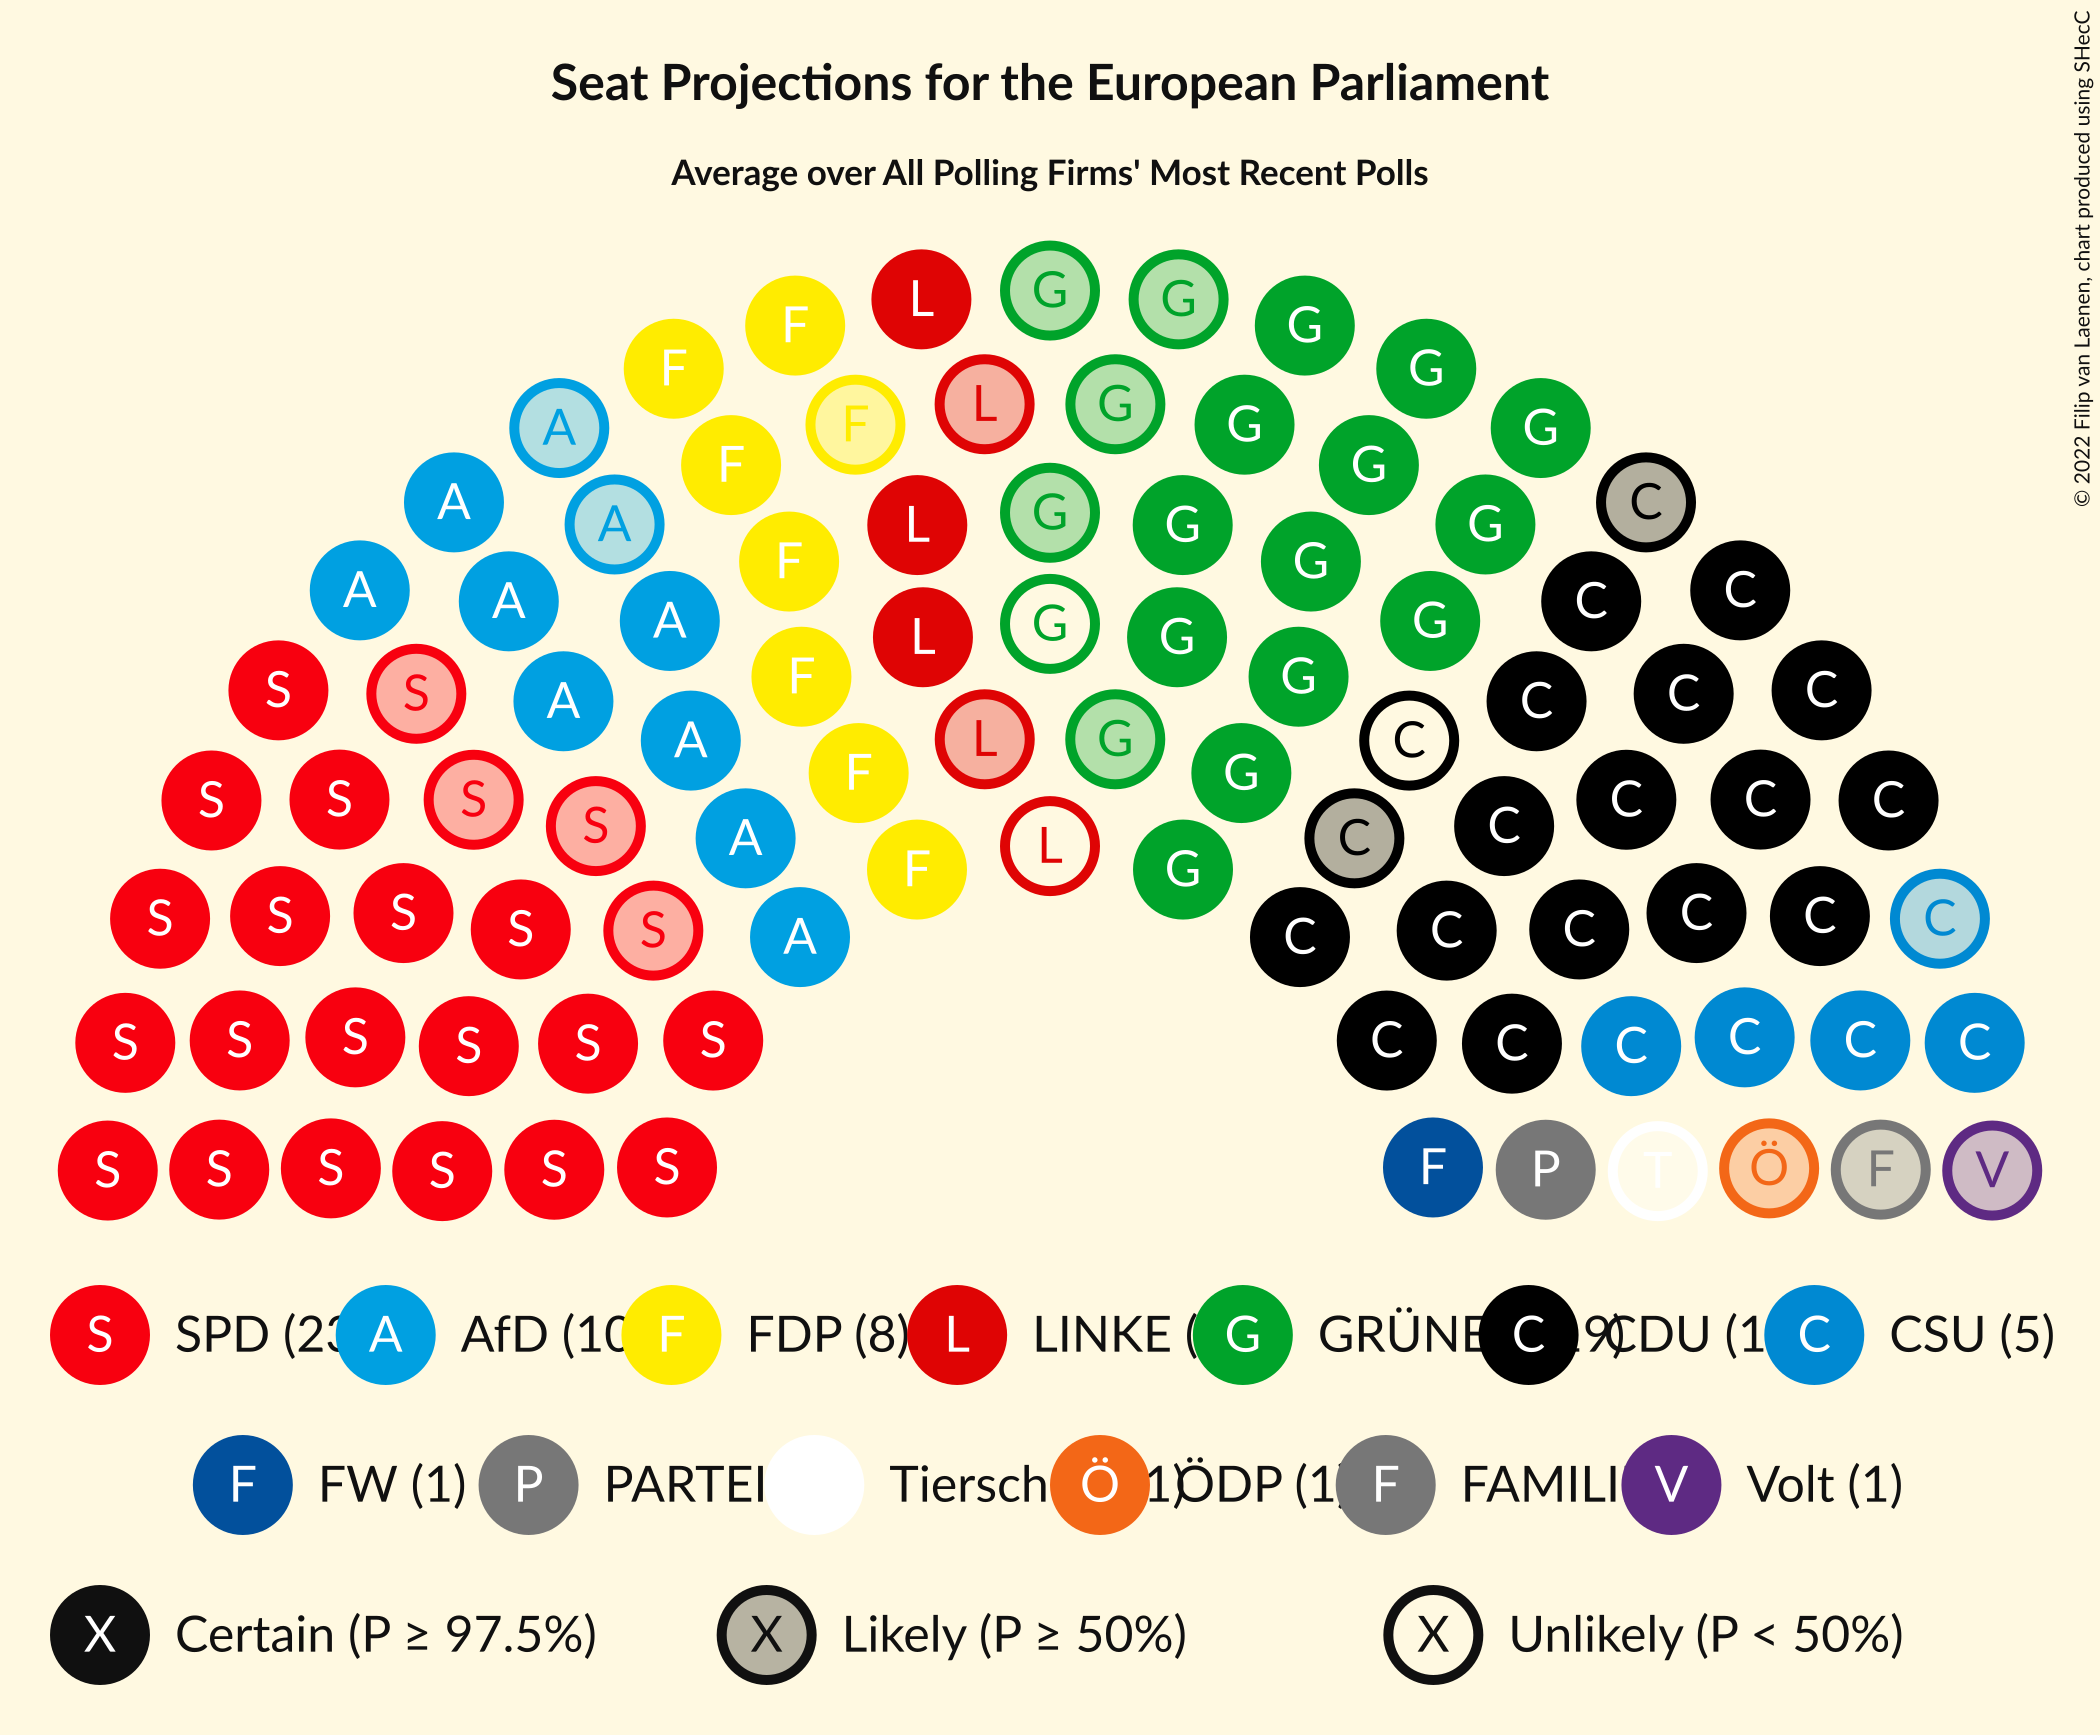 Seat Projections for the European Parliament
Average over All Polling Firms' Most Recent Polls
© 2022 Filip van Laenen, chart produced using SHecC
G G
L G
F G
F G
L G
F G
A F G G
A F G G
L G C
A A G G
F G C
A A C C
A L G G
F G
S S A C C C
A C
L G G
S S S F C C C
S A C C
F L G
S S S S S A C C C C C C
S S S S S S C C C C C C
S S S S S S F P T Ö F V
S SPD (23 A AfD (10 F FDP (8) L LINKE ( G GRÜNE C 9) CDU (1 C CSU (5)
F FW (1) P PARTEI Tiersch Ö 1) ÖDP (1 F FAMILI V Volt (1)
X Certain (P ≥ 97.5%) X Likely (P ≥ 50%) X Unlikely (P < 50%)